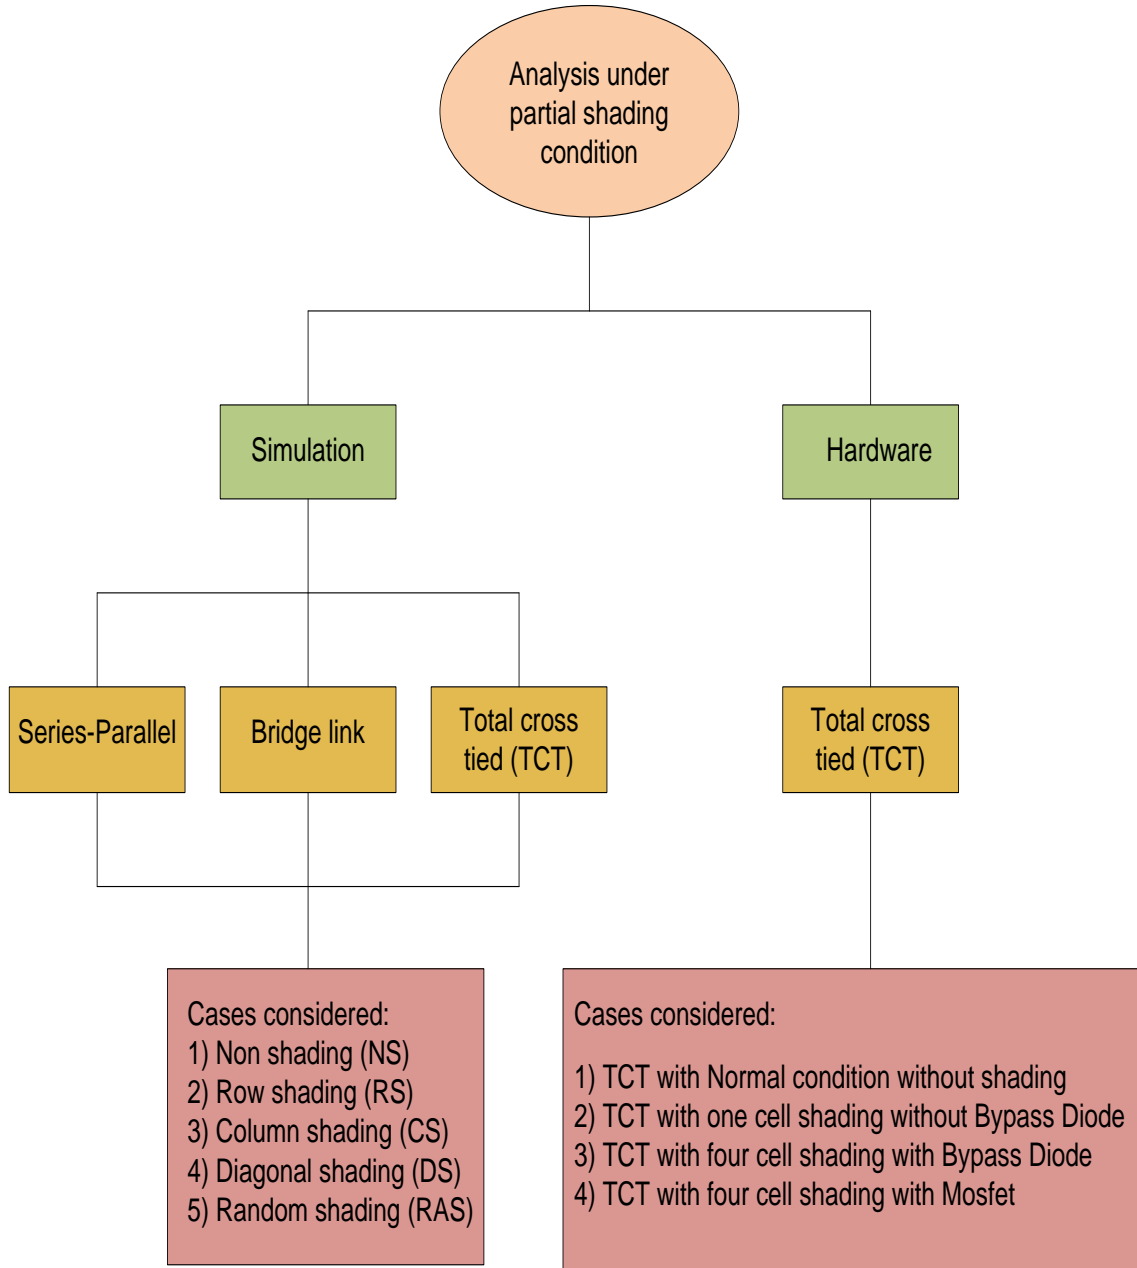 Analysis under
partial shading
condition
Simulation
Hardware
Series-Parallel
Bridge link
Total cross
tied (TCT)
Total cross
tied (TCT)
Cases considered:
1) Non shading (NS)
2) Row shading (RS)
3) Column shading (CS)
4) Diagonal shading (DS)
5) Random shading (RAS)
Cases considered:
1) TCT with Normal condition without shading
2) TCT with one cell shading without Bypass Diode
3) TCT with four cell shading with Bypass Diode
4) TCT with four cell shading with Mosfet